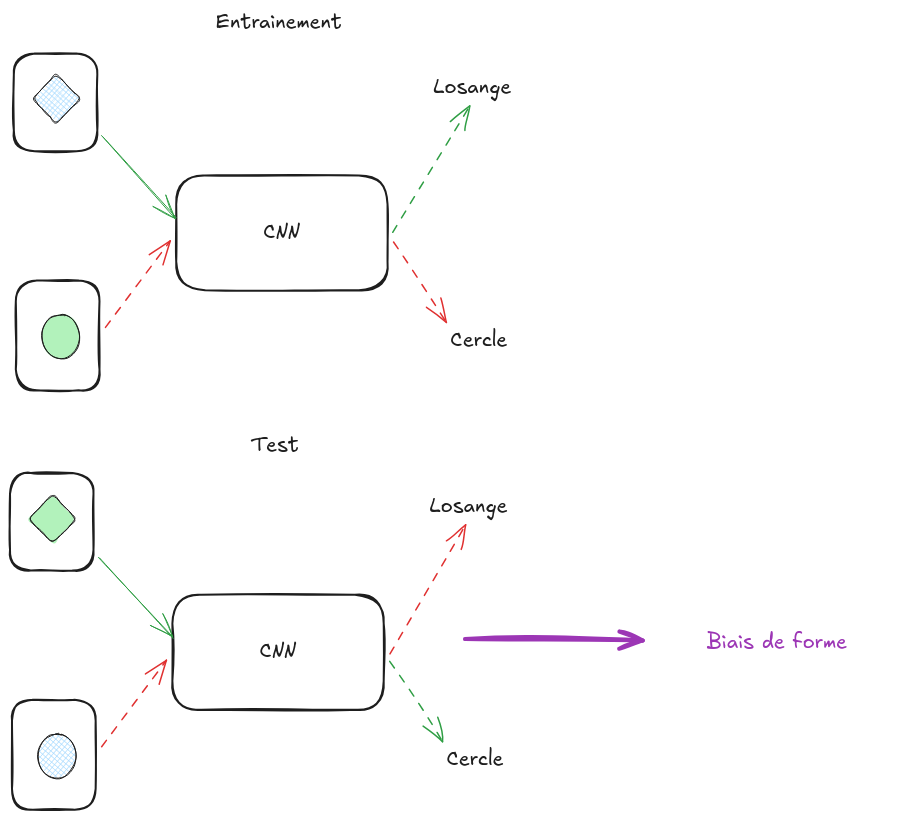 Entrainement
Losange
CNN
Cercle
Test
Losange
CNN
Biais de forme
Cercle